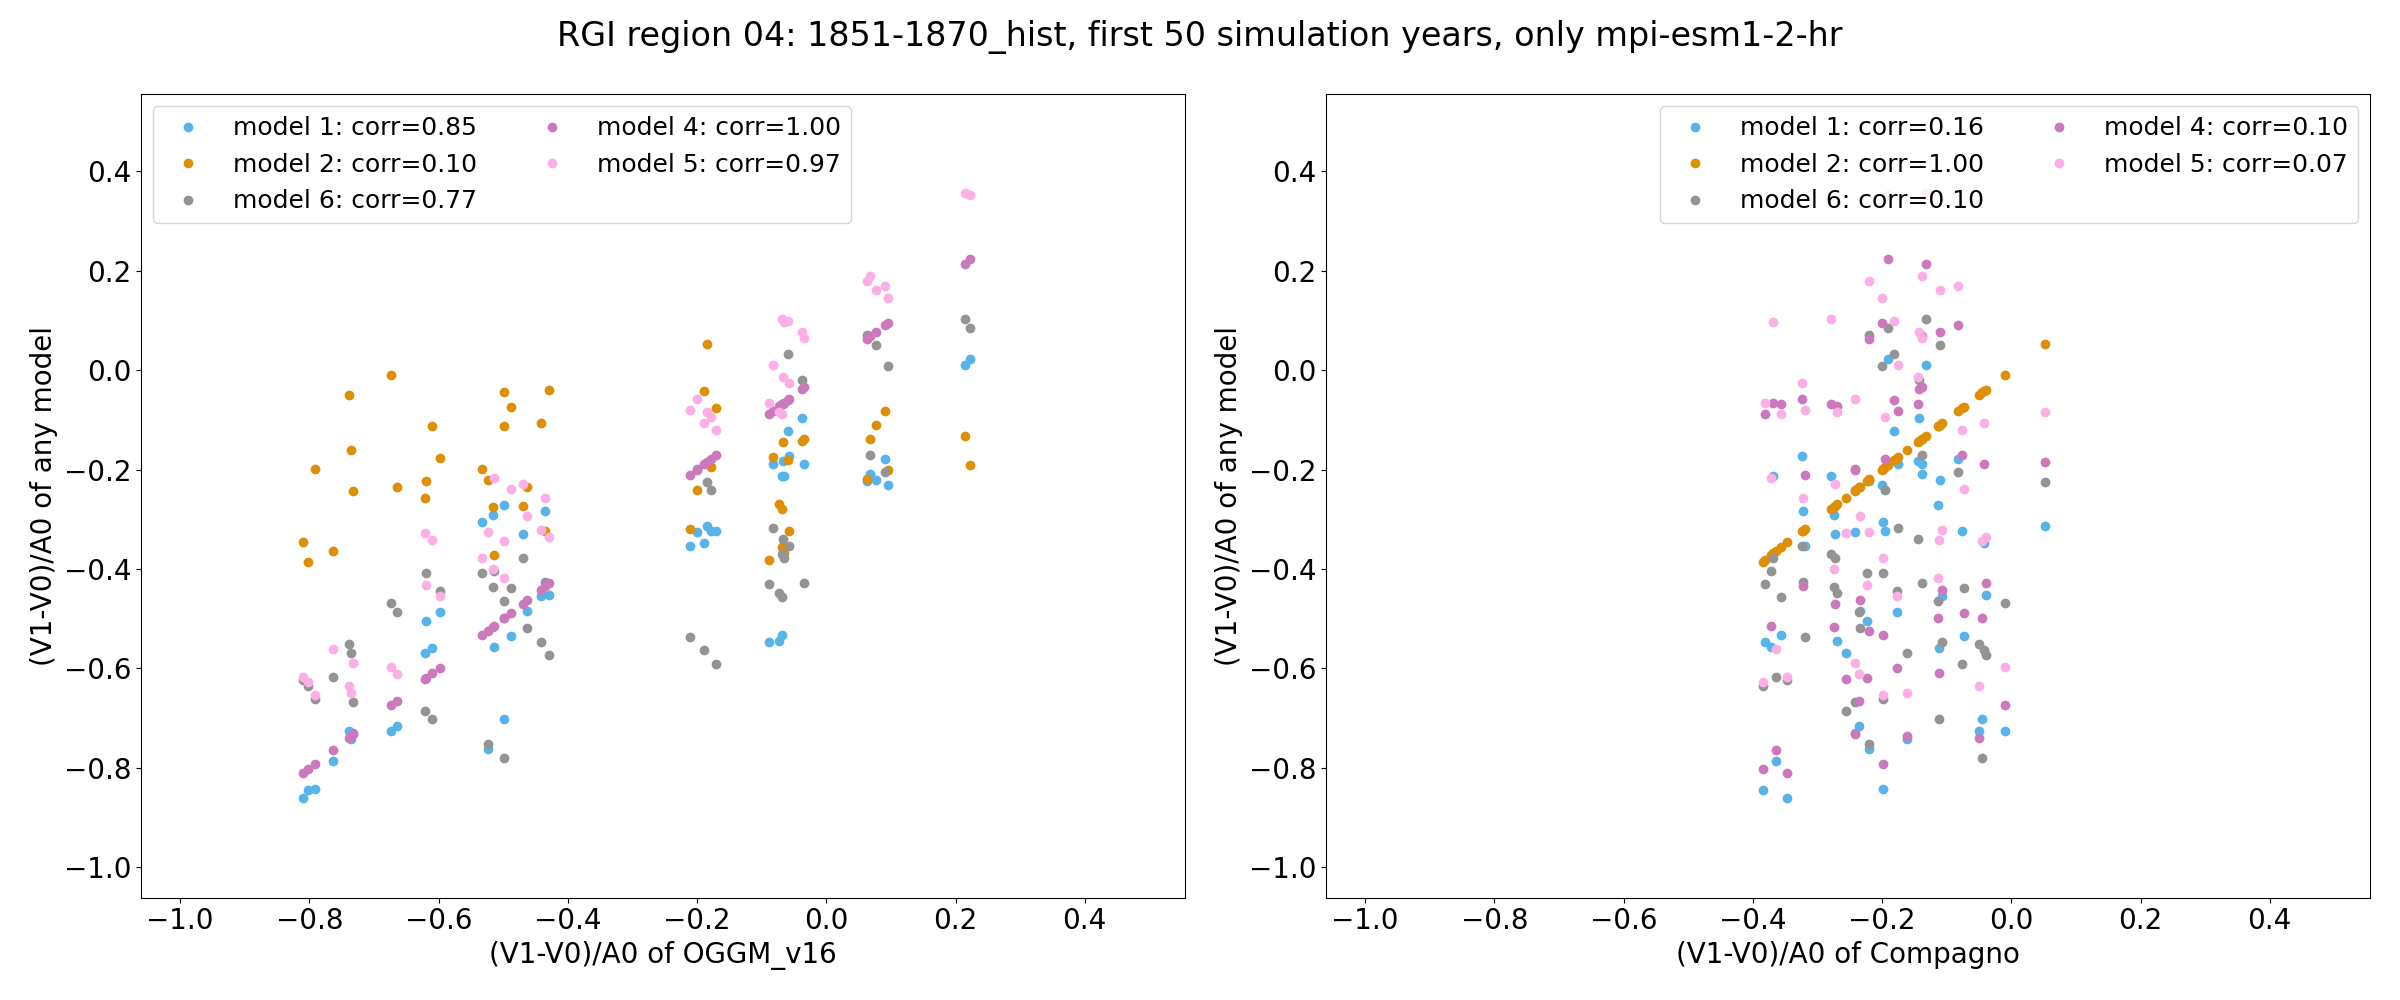 RGI region 04: 1851-1870_hist, first 50 simulation years, only mpi-esm1-2-hr
model 1: corr=0.85
model 2: corr=0.10
model 6: corr=0.77
model 4: corr=1.00
model 5: corr=0.97
0.4
0.2
0.0
−0.2
−0.4
−0.6
−0.8
−1.0
(V1-V0)/A0 of any model
−1.0 −0.8 −0.6 −0.4 −0.2 0.0 0.2 0.4
(V1-V0)/A0 of OGGM_v16
model 1: corr=0.16
model 2: corr=1.00
model 6: corr=0.10
model 4: corr=0.10
model 5: corr=0.07
0.4
0.2
0.0
−0.2
−0.4
−0.6
−0.8
−1.0
(V1-V0)/A0 of any model
−1.0 −0.8 −0.6 −0.4 −0.2 0.0 0.2 0.4
(V1-V0)/A0 of Compagno